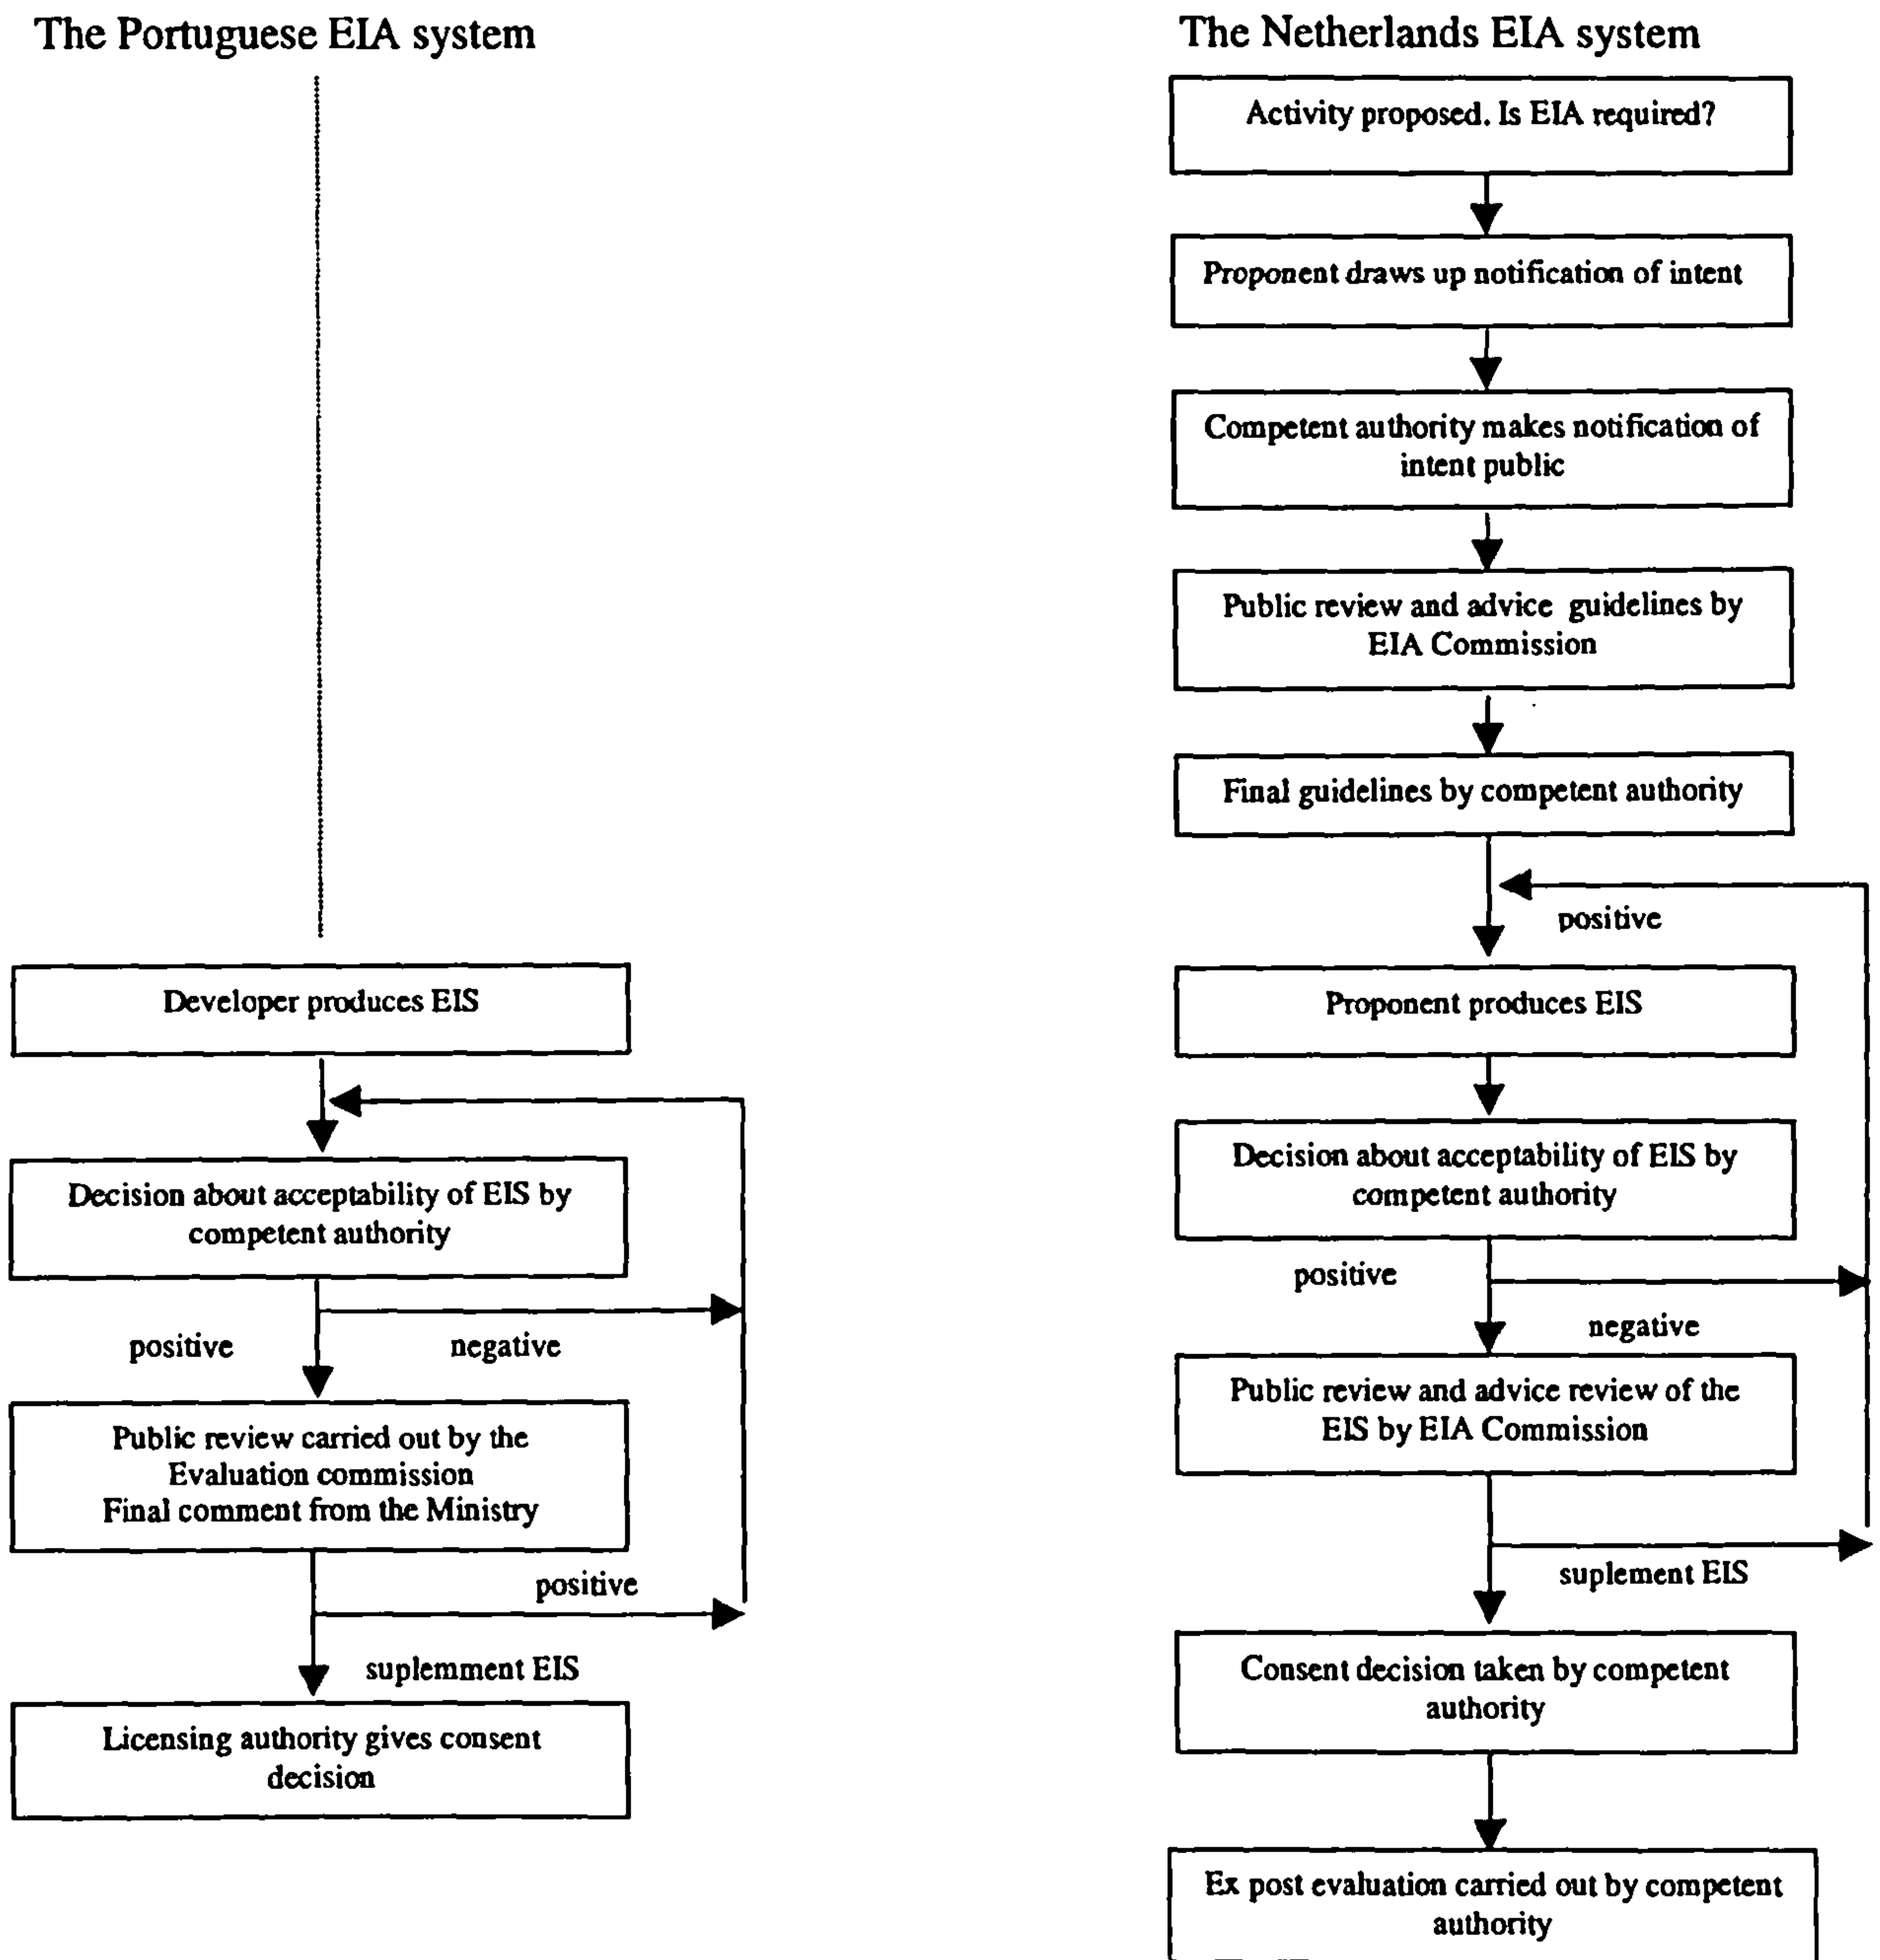 The Portuguese EIA system
Developer produces EIS
Decision about acceptability of EIS by
competent authority
positive
negative
Public review carried out by the
Evaluation commission
Final comment from the Ministry
positive
suplemment EIS
Licensing authority gives consent
decision
The Netherlands EIA system
Activity proposed. Is EIA required?
Proponent draws up notification of intent
Competent authority makes notification of
intent public
Public review and advice guidelines by
EIA Commission
Final guidelines by competent authority
positive
Proponent produces EIS
Decision about acceptability of EIS by
competent authority
positive
negative
Public review and advice review of the
EIS by EIA Commission
suplement EIS
Consent decision taken by competent
authority
Ex post evaluation carried out by competent
authority